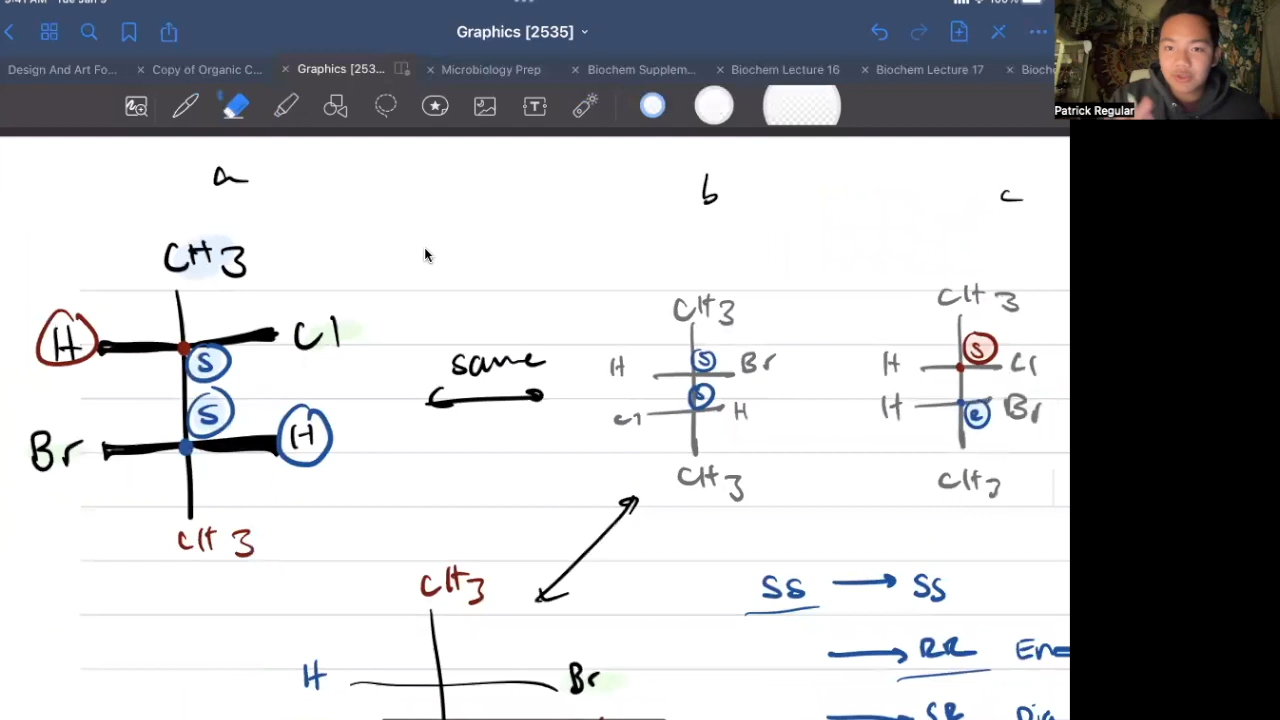 Graphics [2535]
Design And Art Fo...
Copy of Organic C...
Graphics [253...
Microbiology Prep
Biochem Supplem...
Biochem Lecture 16
Biochem Lecture 17
Patrick Regular
a
b
c
CH3
H
Cl
S
S
Br
H
CH3
same
CH3
H
S
Br
S
Cl
H
CH3
CH3
S
H
Cl
H
R
Br
CH3
CH3
H
Br
SS → SS
→ RR